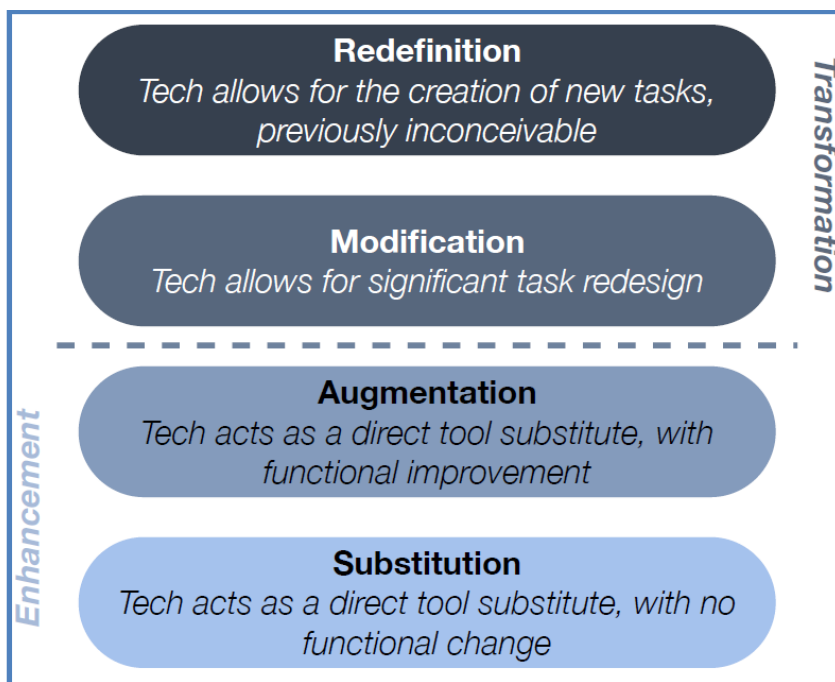 Redefinition
Tech allows for the creation of new tasks,
previously inconceivable
Modification
Tech allows for significant task redesign
Transformation
Augmentation
Tech acts as a direct tool substitute, with
functional improvement
Substitution
Tech acts as a direct tool substitute, with no
functional change
Enhancement